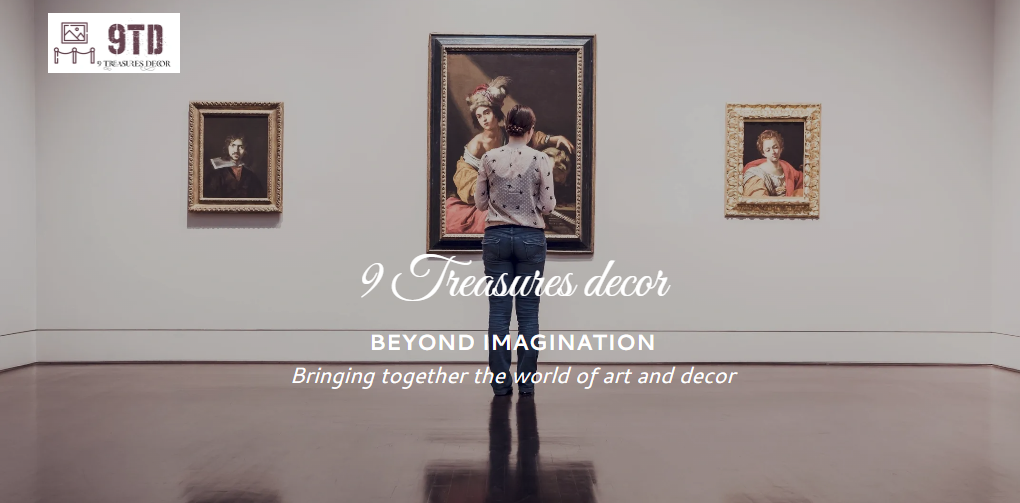 9TD
9 TREASURES DECOR
9 Treasures decor
BEYOND IMAGINATION
Bringing together the world of art and decor